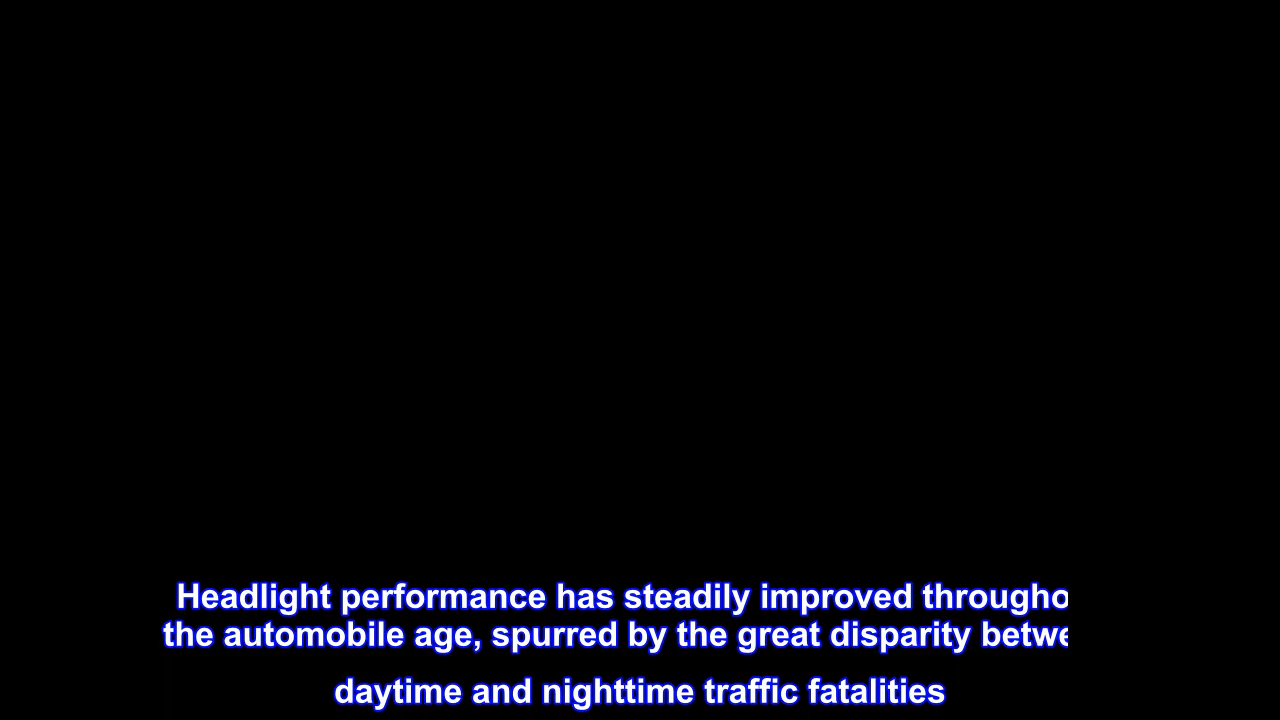 Headlight performance has steadily improved througho
the automobile age, spurred by the great disparity betwe
daytime and nighttime traffic fatalities